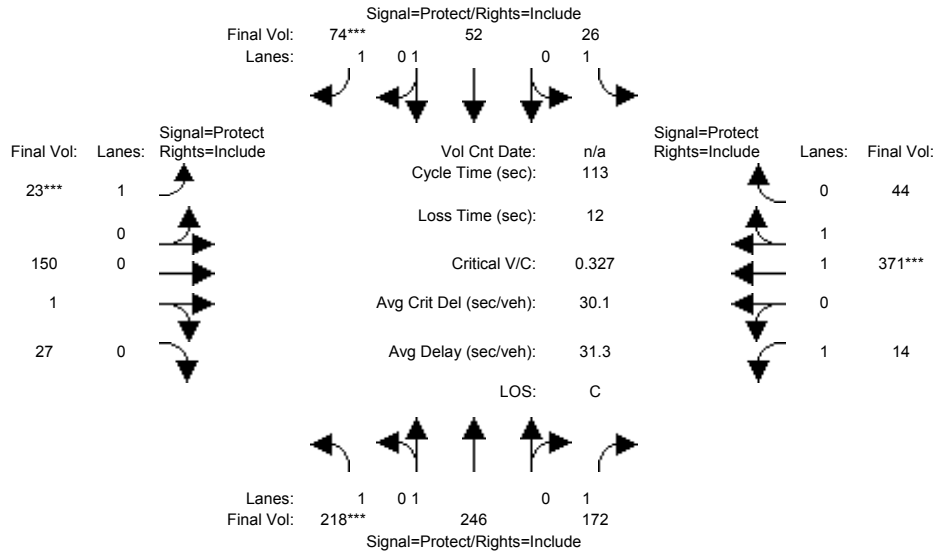 Signal=Protect/Rights=Include
Final Vol: 74*** 52 26
Lanes: 1 0 1 0 1
Signal=Protect
Final Vol: Lanes: Rights=Include
Vol Cnt Date: n/a
Signal=Protect
Rights=Include Lanes: Final Vol:
Cycle Time (sec): 113
23*** 1
0 44
Loss Time (sec): 12
0
1
150 0
Critical V/C: 0.327
1 371***
1 0
Avg Crit Del (sec/veh): 30.1
0
27 0
Avg Delay (sec/veh): 31.3
1 14
LOS: C
Lanes: 1 0 1 0 1
Final Vol: 218*** 246 172
Signal=Protect/Rights=Include